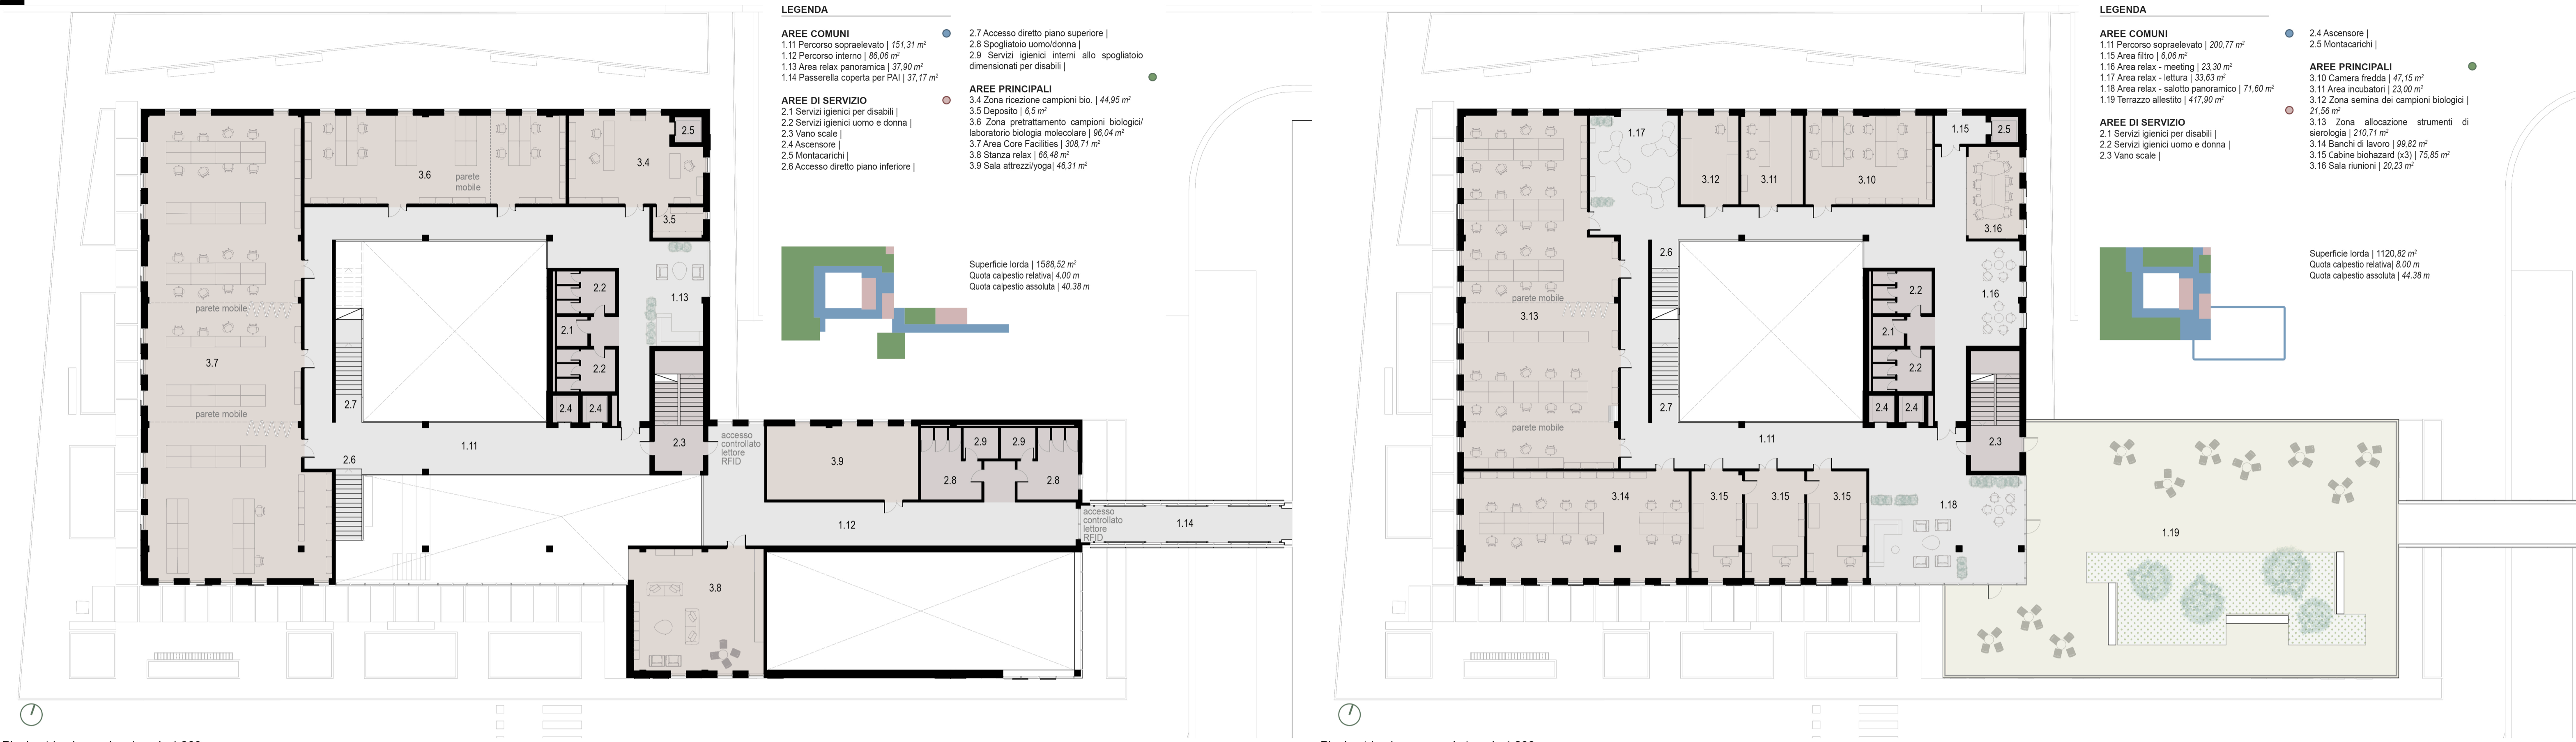 LEGENDA
AREE COMUNI
1.11 Percorso sopraelevato | 151,31 m²
1.12 Percorso interno | 86,06 m²
1.13 Area relax panoramica | 37,90 m²
1.14 Passerella coperta per PAI | 37,17 m²
AREE DI SERVIZIO
2.1 Servizi igienici per disabili |
2.2 Servizi igienici uomo e donna |
2.3 Vano scale |
2.4 Ascensore |
2.5 Montacarichi |
2.6 Accesso diretto piano inferiore |
2.7 Accesso diretto piano superiore |
2.8 Spogliatoio uomo/donna |
2.9 Servizi igienici interni allo spogliatoio
dimensionati per disabili |
AREE PRINCIPALI
3.4 Zona ricezione campioni bio. | 44,95 m²
3.5 Deposito | 6,5 m²
3.6 Zona pretrattamento campioni biologici/
laboratorio biologia molecolare | 96,04 m²
3.7 Area Core Facilities | 308,71 m²
3.8 Stanza relax | 66,48 m²
3.9 Sala attrezzi/yoga| 46,31 m²
Superficie lorda | 1588,52 m²
Quota calpestio relativa| 4.00 m
Quota calpestio assoluta | 40.38 m
2.5
3.4
3.6
parete
mobile
3.5
1.13
2.2
parete mobile
2.1
3.7
2.2
2.7
2.4
2.4
parete mobile
1.11
2.3
2.6
accesso
controllato
lettore
RFID
3.9
2.9
2.9
2.8
2.8
1.12
accesso
controllato
lettore
RFID
1.14
3.8
LEGENDA
AREE COMUNI
1.11 Percorso sopraelevato | 200,77 m²
1.15 Area filtro | 6,06 m²
1.16 Area relax - meeting | 23,30 m²
1.17 Area relax - lettura | 33,63 m²
1.18 Area relax - salotto panoramico | 71,60 m²
1.19 Terrazzo allestito | 417,90 m²
AREE DI SERVIZIO
2.1 Servizi igienici per disabili |
2.2 Servizi igienici uomo e donna |
2.3 Vano scale |
2.4 Ascensore |
2.5 Montacarichi |
AREE PRINCIPALI
3.10 Camera fredda | 47,15 m²
3.11 Area incubatori | 23,00 m²
3.12 Zona semina dei campioni biologici |
21,56 m²
3.13 Zona allocazione strumenti di
sierologia | 210,71 m²
3.14 Banchi di lavoro | 99,82 m²
3.15 Cabine biohazard (x3) | 75,85 m²
3.16 Sala riunioni | 20,23 m²
Superficie lorda | 1120,82 m²
Quota calpestio relativa| 8.00 m
Quota calpestio assoluta | 44.38 m
1.17
1.15
2.5
3.12
3.11
3.10
3.16
2.6
1.16
2.2
parete mobile
3.13
2.1
2.2
2.7
2.4
2.4
parete mobile
1.11
2.3
3.14
3.15
3.15
3.15
1.18
1.19